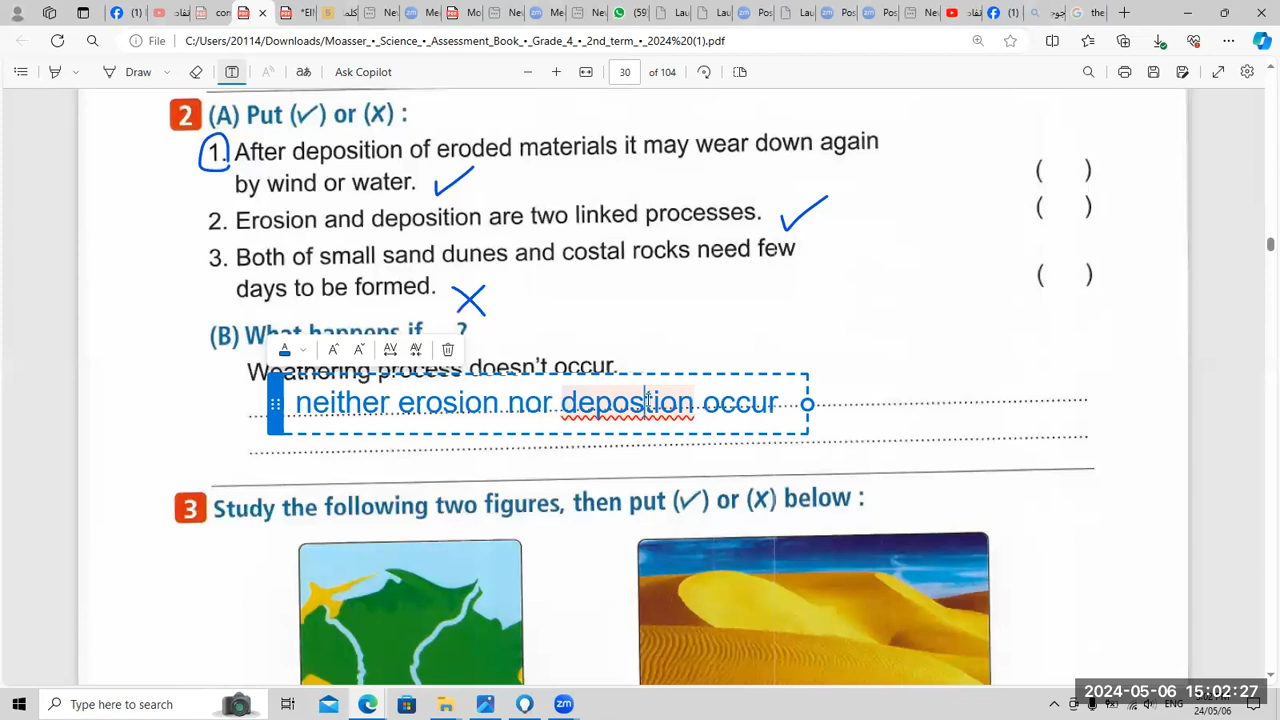 File
C:/Users/20114/Downloads/Moasser_•_Science_•_Assessment_Book_•_Grade_4_•_2nd_term_•_2024%20(1).pdf
Draw
Ask Copilot
30 of 104
2 (A) Put (✓) or (X) :
1. After deposition of eroded materials it may wear down again
by wind or water. ✓ ( )
2. Erosion and deposition are two linked processes. ✓ ( )
3. Both of small sand dunes and costal rocks need few
days to be formed. X ( )
(B) What happens if ... ?
Weathering process doesn't occur.
neither erosion nor depostion occur
3 Study the following two figures, then put (✓) or (X) below :
Type here to search
ENG
24/05/06
2024-05-06 15:02:27